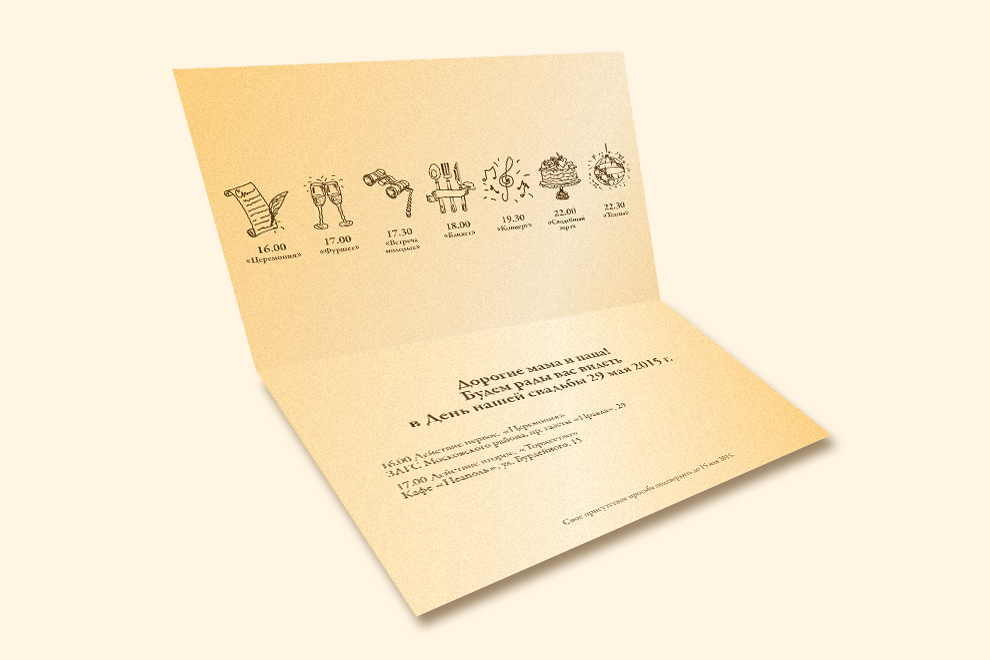 16.00
«Церемония»
17.00
«Фуршет»
17.30
«Встреча
молодых»
18.00
«Банкет»
19.30
«Концерт»
22.00
«Свадебный
торт»
22.30
«Танцы»
Дорогие мама и папа!
Будем рады вас видеть
в День нашей свадьбы 29 мая 2015 г.
16.00 Действие первое. «Церемония»
ЗАГС Московского района, пр. газеты «Правда», 29
17.00 Действие второе. «Торжество»
Кафе «Неаполь», ул. Бурдейного, 15
Свое присутствие просьба подтвердить до 15 мая 2015.